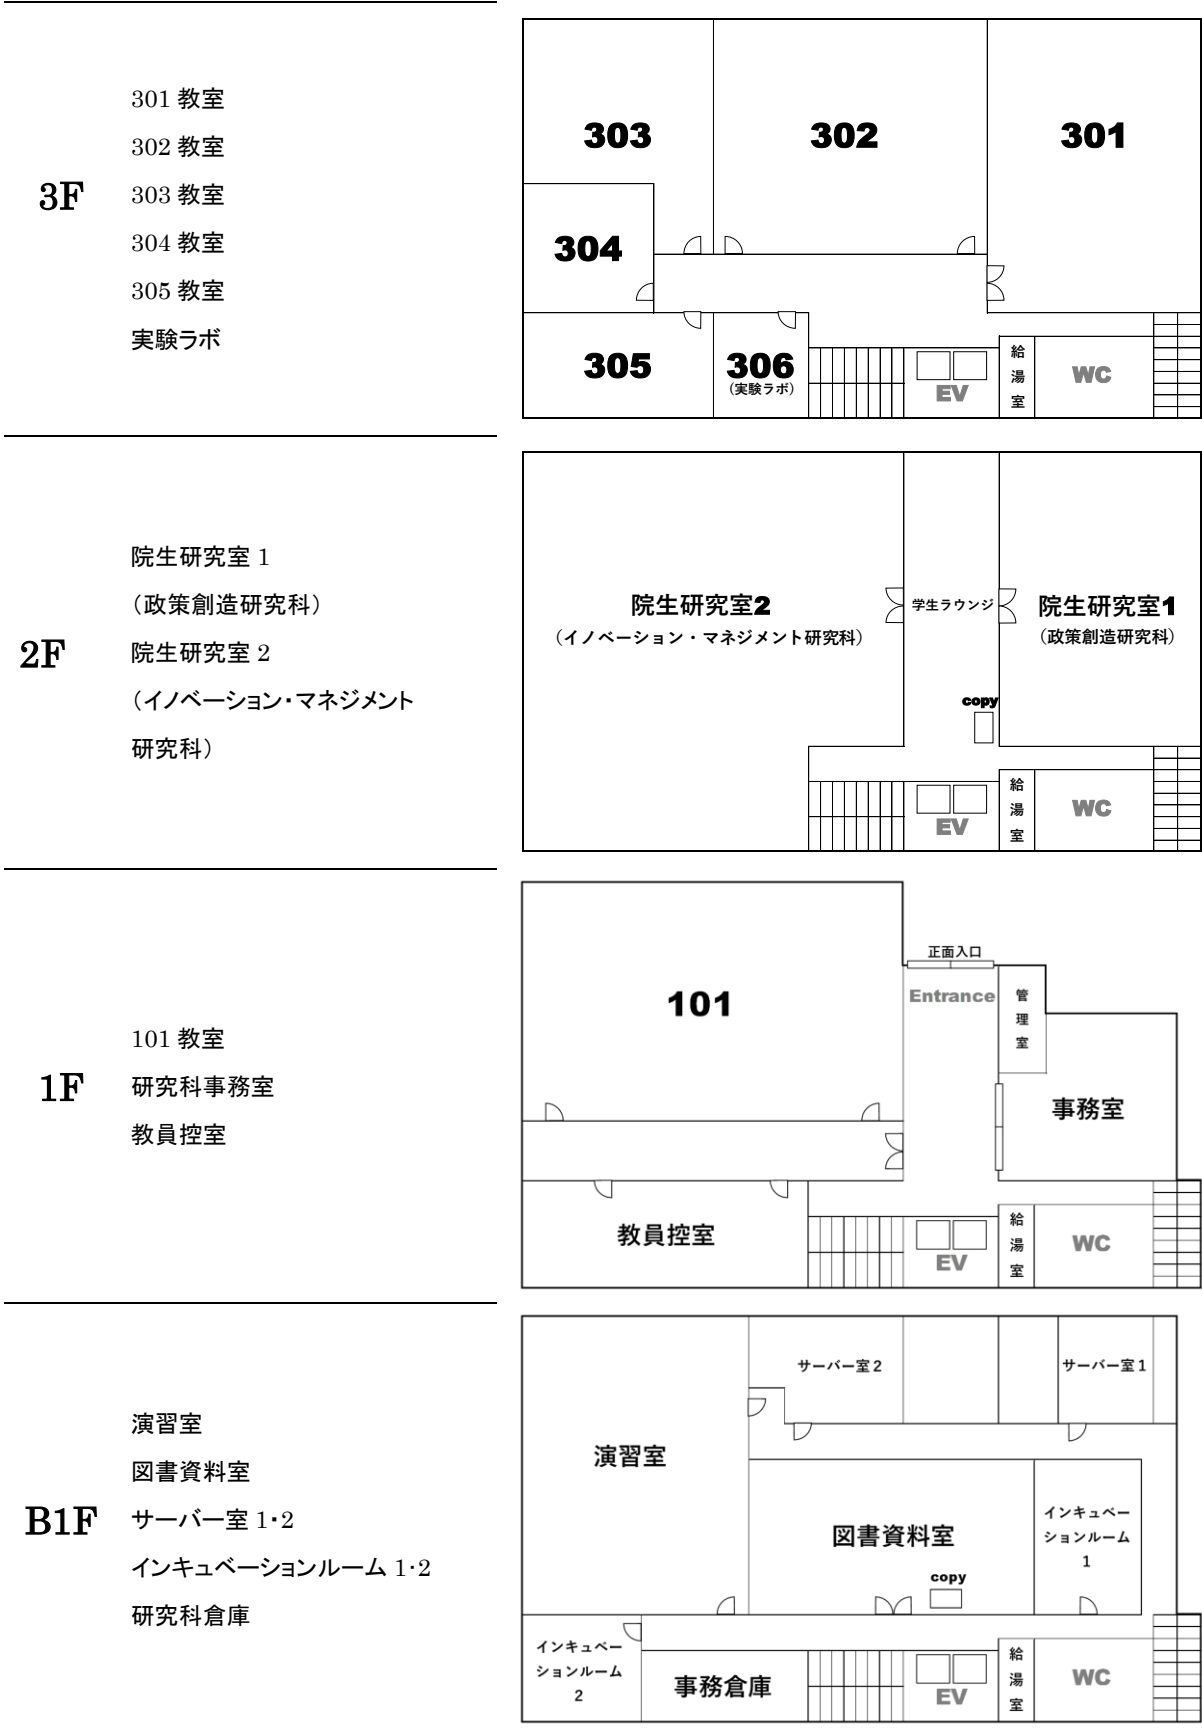 3F
301 教室
302 教室
303 教室
304 教室
305 教室
実験ラボ
303
302
301
304
305
306
（実験ラボ）
EV
給湯室
WC
2F
院生研究室 1
（政策創造研究科）
院生研究室 2
（イノベーション・マネジメント
研究科）
院生研究室2
（イノベーション・マネジメント研究科）
学生ラウンジ
院生研究室1
（政策創造研究科）
copy
EV
給湯室
WC
1F
101 教室
研究科事務室
教員控室
正面入口
Entrance
管理室
101
事務室
教員控室
EV
給湯室
WC
B1F
演習室
図書資料室
サーバー室 1・2
インキュベーションルーム 1・2
研究科倉庫
サーバー室 2
サーバー室 1
演習室
図書資料室
copy
インキュベー
ションルーム
1
インキュベー
ションルーム
2
事務倉庫
EV
給湯室
WC